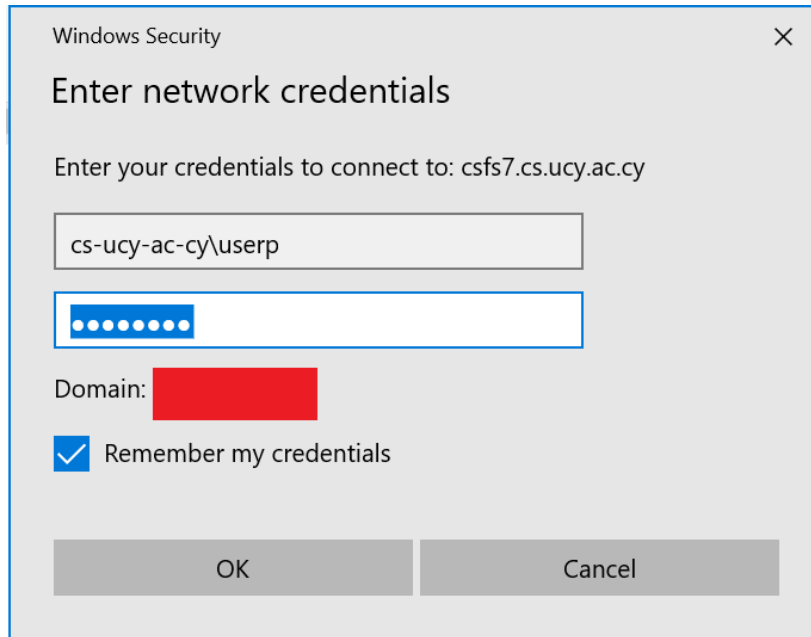 Windows Security
Enter network credentials
Enter your credentials to connect to: csfs7.cs.ucy.ac.cy
cs-ucy-ac-cy\userp
••••••••
Domain:
Remember my credentials
OK
Cancel